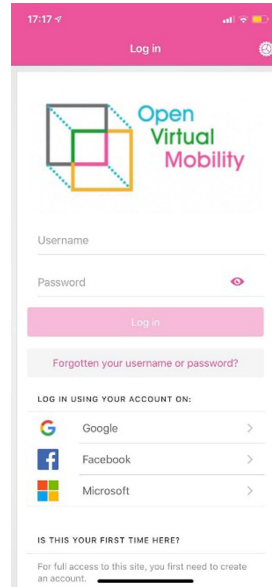 17:17
Log in
Open
Virtual
Mobility
Username
Password
Log in
Forgotten your username or password?
LOG IN USING YOUR ACCOUNT ON:
Google
Facebook
Microsoft
IS THIS YOUR FIRST TIME HERE?
For full access to this site, you first need to create
an account.